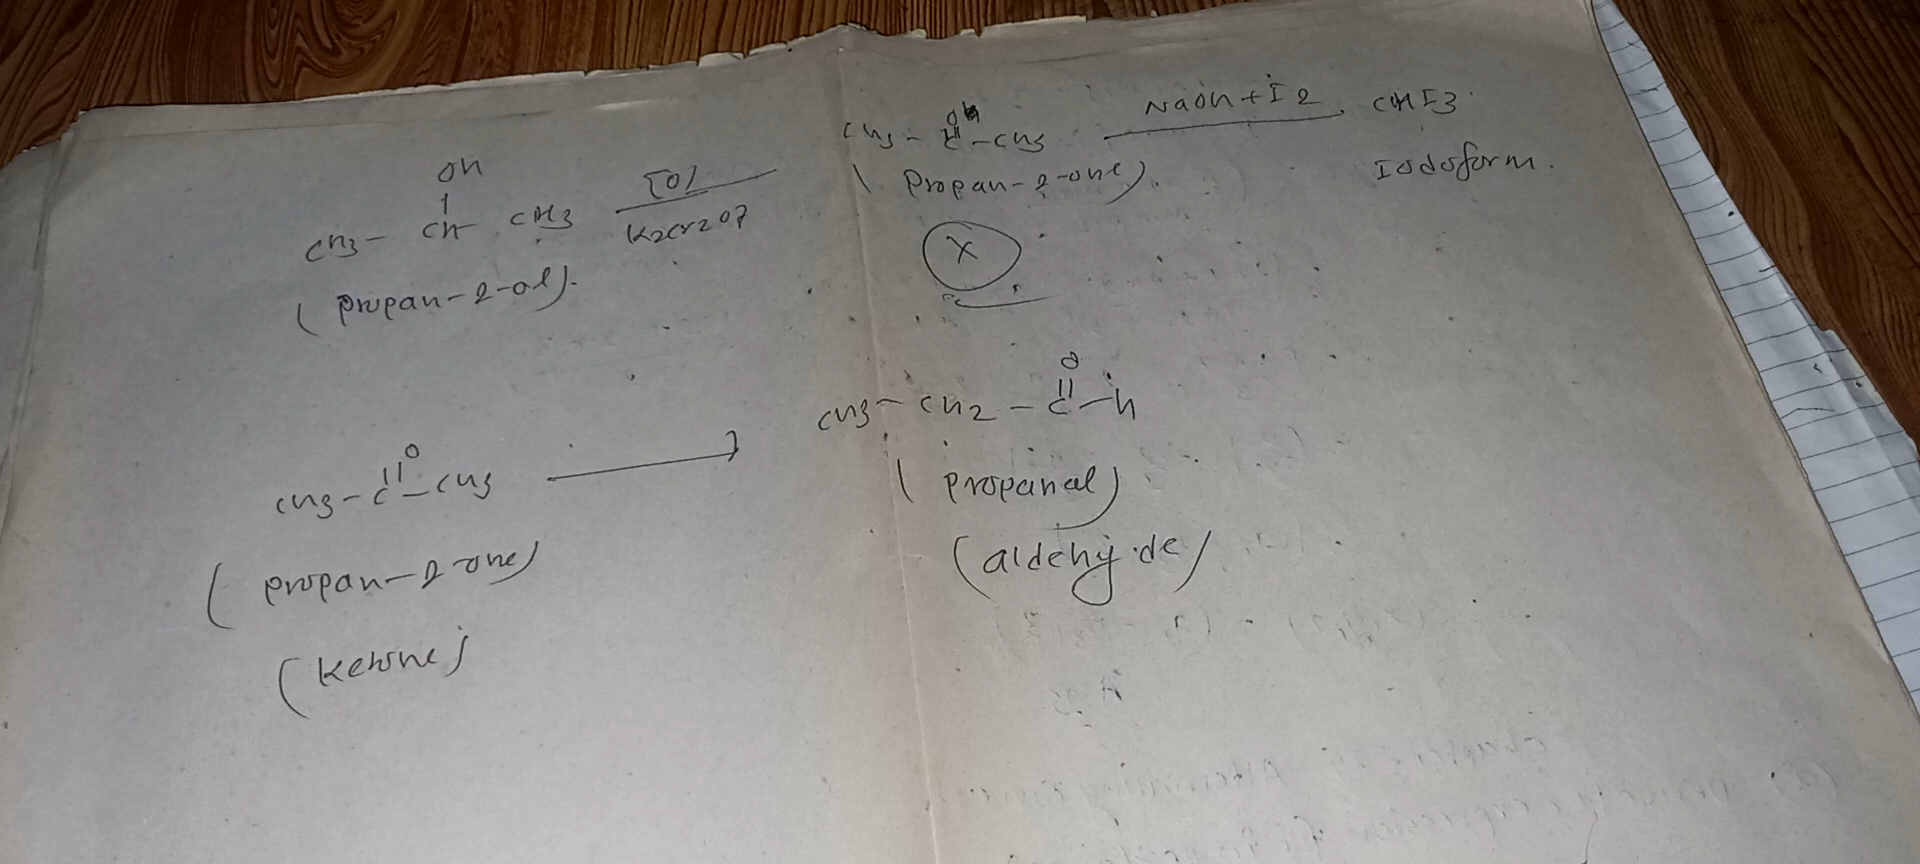 OH
CH3 - CH - CH3 [O] K2Cr2O7
(propan-2-ol).
O
CH3 - C - CH3 NaOH + I2 CHI3
(Propan-2-one). Iodoform.
X
O
CH3 - CH2 - C - H
(propanal)
(aldehyde)
O
CH3 - C - CH3
(propan-2-one)
(Ketone)